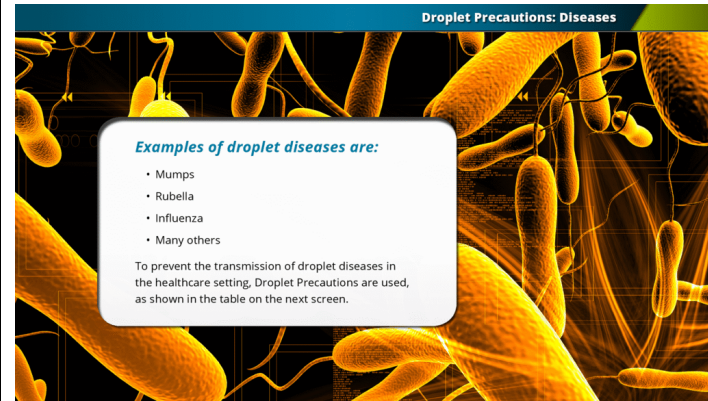 Droplet Precautions: Diseases
Examples of droplet diseases are:
• Mumps
• Rubella
• Influenza
• Many others
To prevent the transmission of droplet diseases in
the healthcare setting, Droplet Precautions are used,
as shown in the table on the next screen.